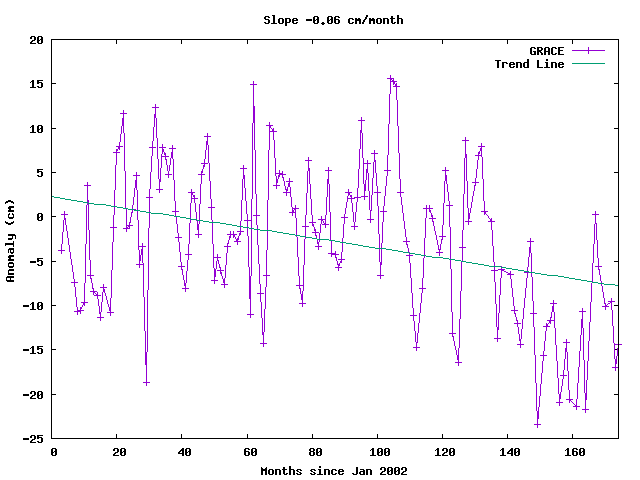 Slope -0.06 cm/month
20
15
10
5
0
-5
-10
-15
-20
-25
Anomaly (cm)
GRACE
Trend Line
0 20 40 60 80 100 120 140 160
Months since Jan 2002